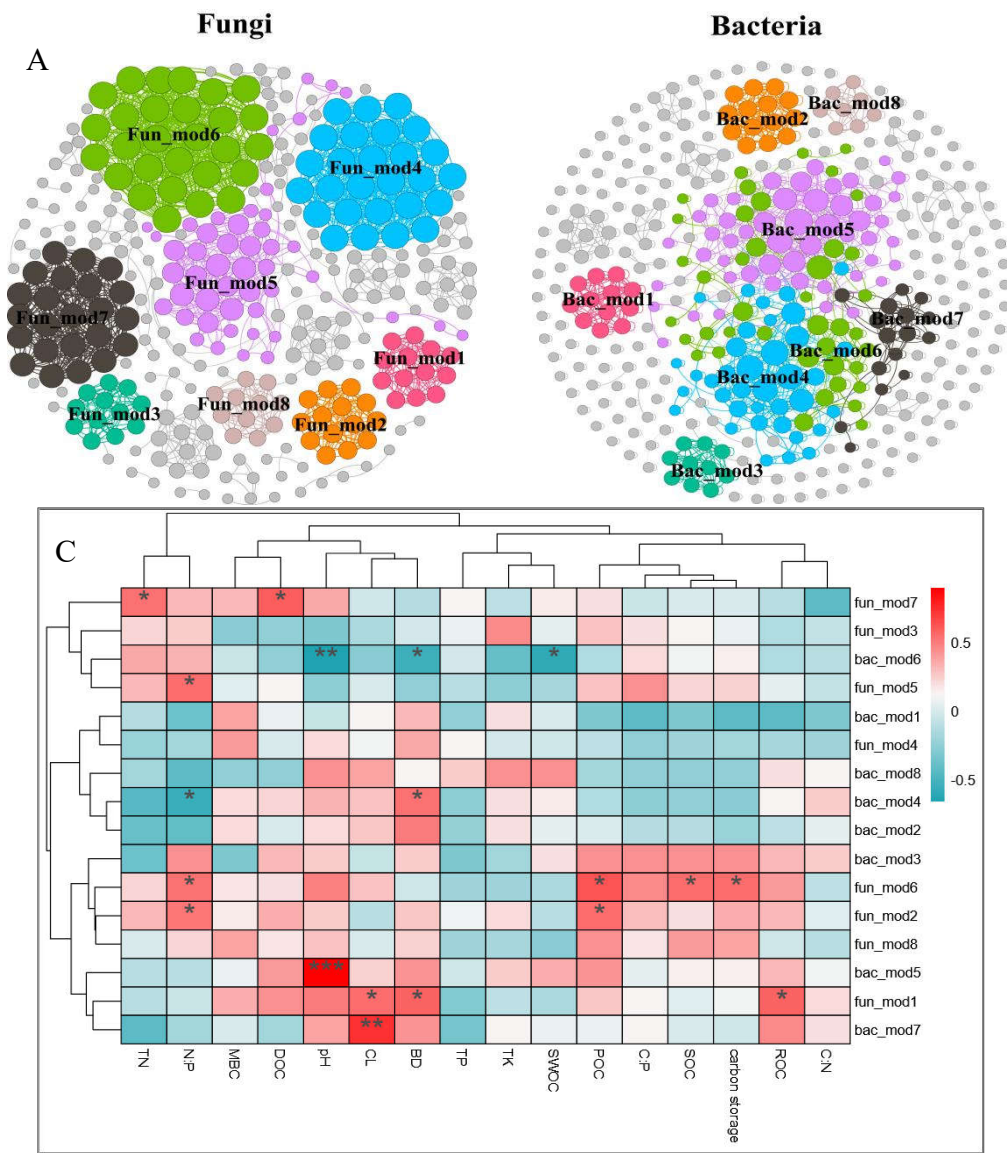 Fungi
Bacteria
A
Fun_mod6
Fun_mod4
Fun_mod5
Fun_mod7
Fun_mod1
Fun_mod3
Fun_mod8
Fun_mod2
Bac_mod8
Bac_mod2
Bac_mod5
Bac_mod1
Bac_mod7
Bac_mod6
Bac_mod4
Bac_mod3
C
* * fun_mod7
fun_mod3
** * * bac_mod6
* fun_mod5
bac_mod1
fun_mod4
bac_mod8
* * bac_mod4
bac_mod2
bac_mod3
* * * * fun_mod6
* * fun_mod2
fun_mod8
*** bac_mod5
* * * fun_mod1
** bac_mod7
TN N:P MBC DOC pH CL BD TP TK SWOC POC C:P SOC carbon storage ROC C:N
0.5
0
-0.5